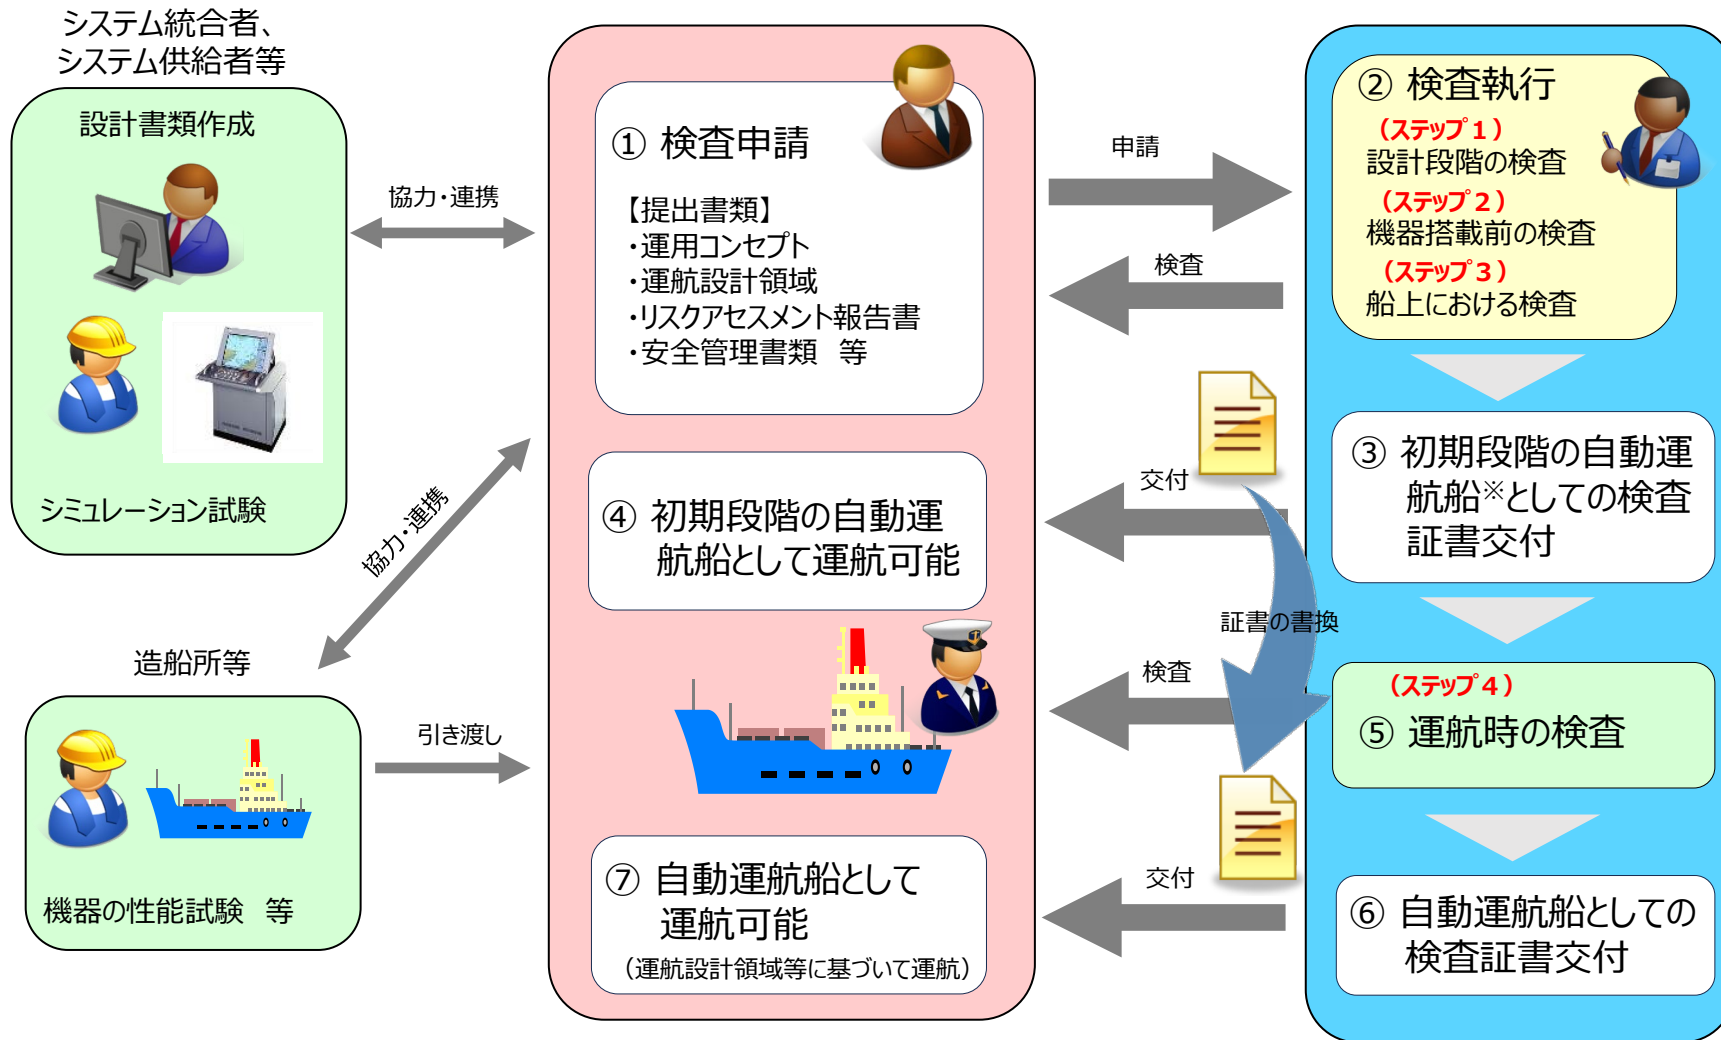 システム統合者、
システム供給者等
設計書類作成
シミュレーション試験
協力・連携
協力・連携
造船所等
機器の性能試験　等
引き渡し
① 検査申請
【提出書類】
・運用コンセプト
・運航設計領域
・リスクアセスメント報告書
・安全管理書類　等
④ 初期段階の自動運
航船として運航可能
⑦ 自動運航船として
運航可能
（運航設計領域等に基づいて運航）
申請
検査
交付
証書の書換
検査
交付
② 検査執行
（ステップ１）
設計段階の検査
（ステップ２）
機器搭載前の検査
（ステップ３）
船上における検査
③ 初期段階の自動運
航船※としての検査
証書交付
（ステップ４）
⑤ 運航時の検査
⑥ 自動運航船としての
検査証書交付